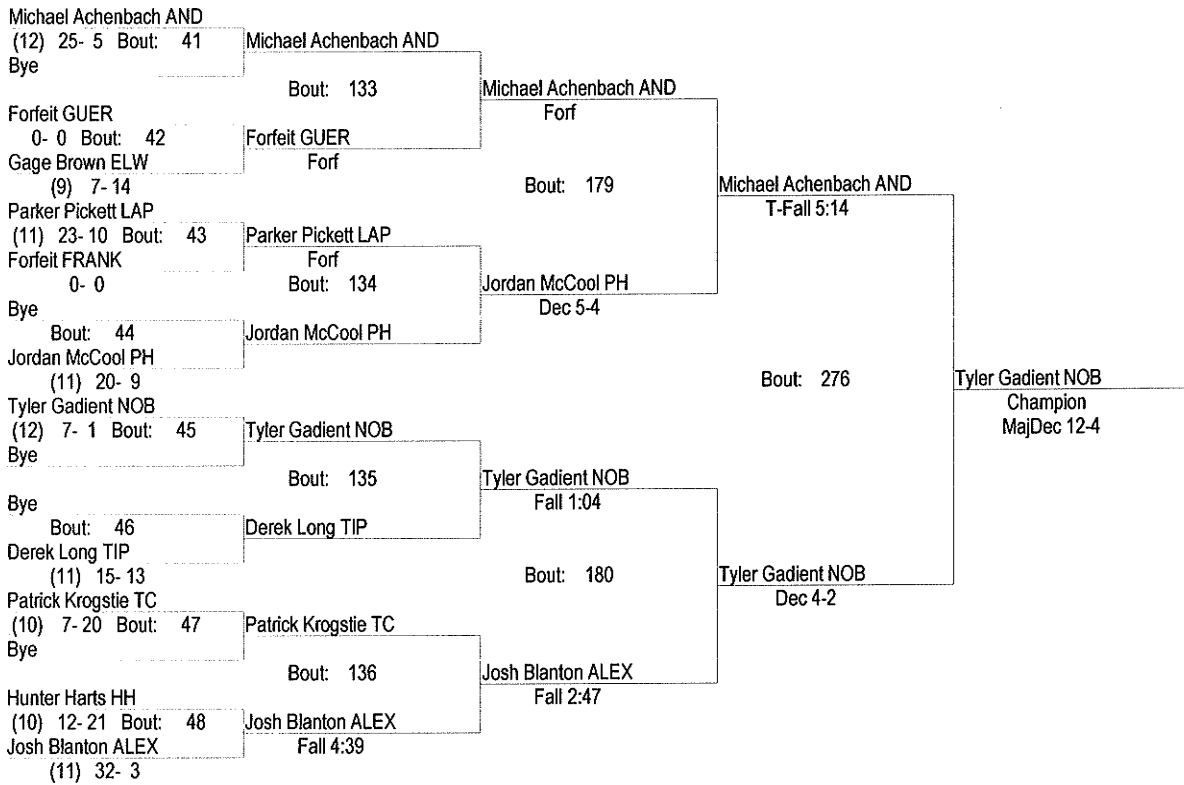 Michael Achenbach AND
(12) 25- 5 Bout: 41
Bye
Forfeit GUER
0- 0 Bout: 42
Gage Brown ELW
(9) 7- 14
Parker Pickett LAP
(11) 23- 10 Bout: 43
Forfeit FRANK
0- 0
Bye
Bout: 44
Jordan McCool PH
(11) 20- 9
Tyler Gadient NOB
(12) 7- 1 Bout: 45
Bye
Bye
Bout: 46
Derek Long TIP
(11) 15- 13
Patrick Krogstie TC
(10) 7- 20 Bout: 47
Bye
Hunter Harts HH
(10) 12- 21 Bout: 48
Josh Blanton ALEX
(11) 32- 3
Michael Achenbach AND
Bout: 133
Forfeit GUER
Forf
Parker Pickett LAP
Forf
Bout: 134
Jordan McCool PH
Tyler Gadient NOB
Bout: 135
Derek Long TIP
Patrick Krogstie TC
Bout: 136
Josh Blanton ALEX
Fall 4:39
Michael Achenbach AND
Forf
Bout: 179
Jordan McCool PH
Dec 5-4
Tyler Gadient NOB
Fall 1:04
Bout: 180
Josh Blanton ALEX
Fall 2:47
Michael Achenbach AND
T-Fall 5:14
Bout: 276
Tyler Gadient NOB
Dec 4-2
Tyler Gadient NOB
Champion
MajDec 12-4